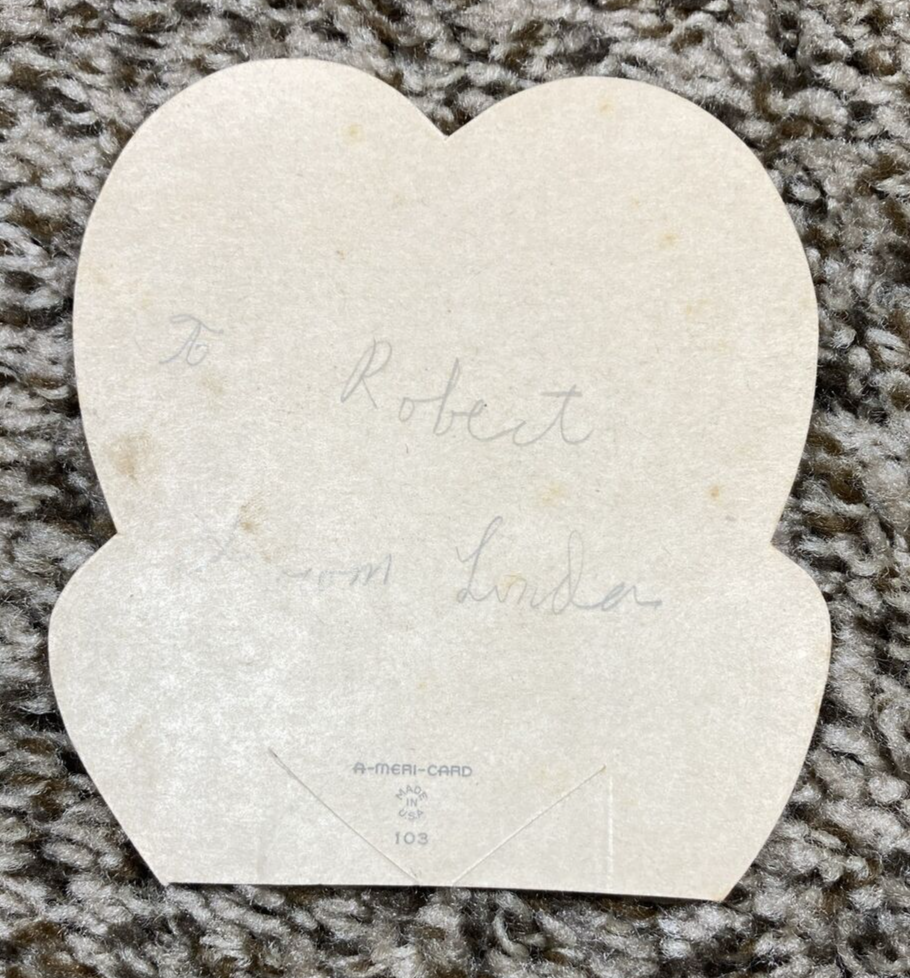 To
Robert
From Linda
A-MERI-CARD
MADE
IN
USA
103